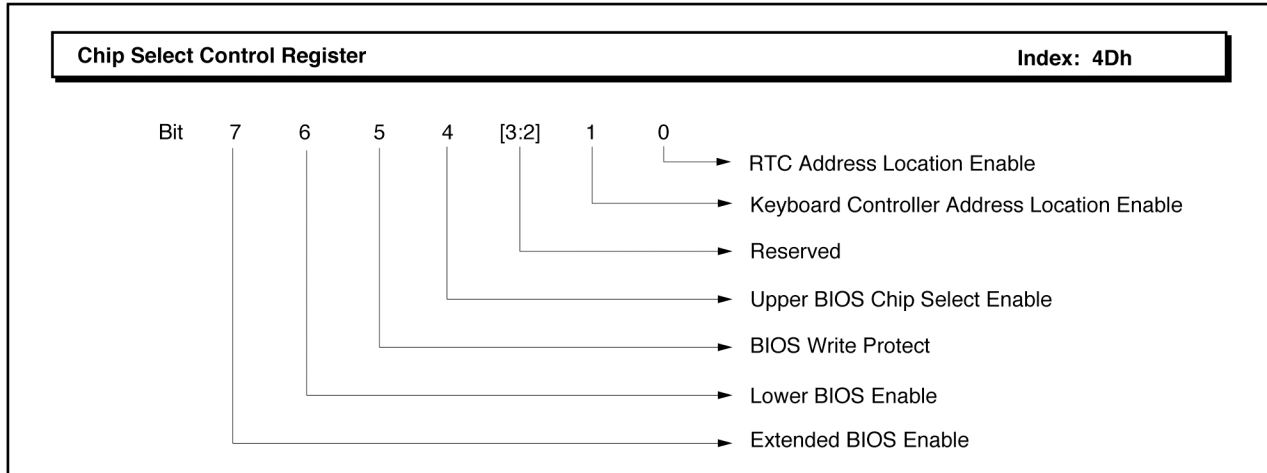 Chip Select Control Register Index: 4Dh
Bit 7 6 5 4 [3:2] 1 0
RTC Address Location Enable
Keyboard Controller Address Location Enable
Reserved
Upper BIOS Chip Select Enable
BIOS Write Protect
Lower BIOS Enable
Extended BIOS Enable